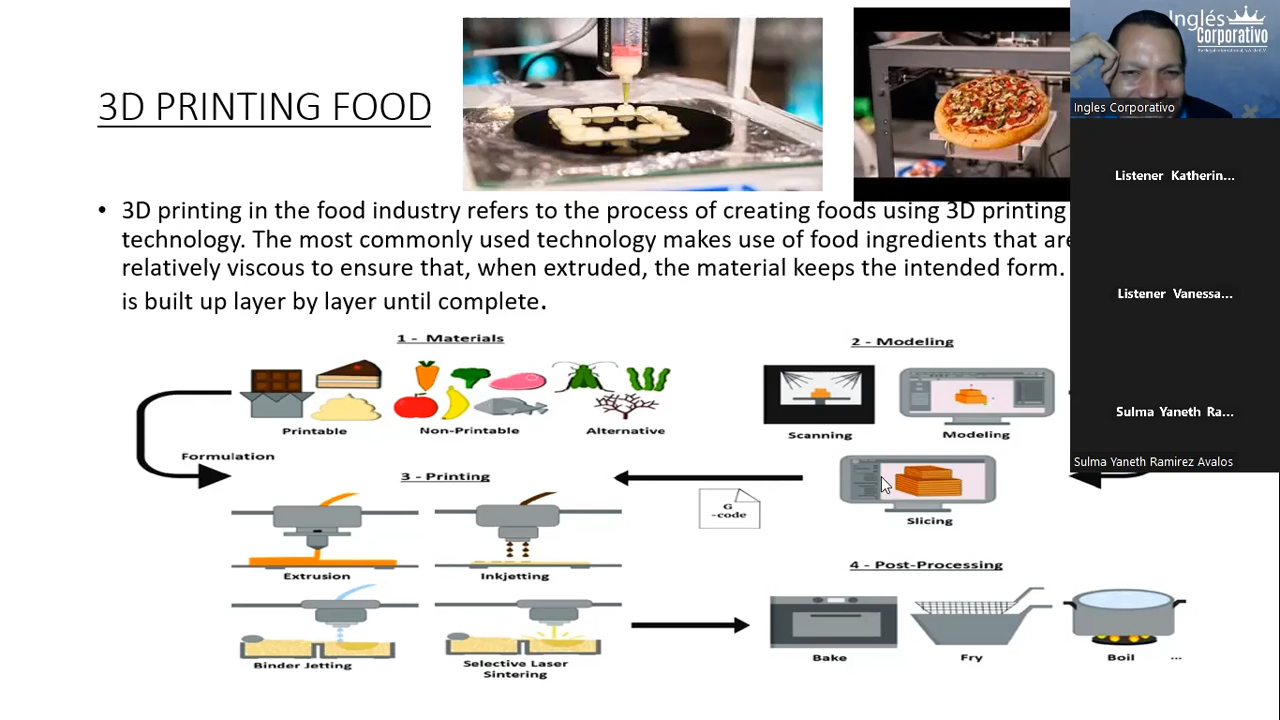 3D PRINTING FOOD
• 3D printing in the food industry refers to the process of creating foods using 3D printing
technology. The most commonly used technology makes use of food ingredients that are
relatively viscous to ensure that, when extruded, the material keeps the intended form.
is built up layer by layer until complete.
1 - Materials
Printable
Non-Printable
Alternative
Formulation
2 - Modeling
Scanning
Modeling
Slicing
G
-code
3 - Printing
Extrusion
Inkjetting
Binder Jetting
Selective Laser
Sintering
4 - Post-Processing
Bake
Fry
Boil
...
Inglés
Corporativo
Ingles Corporativo
Listener Katherin...
Listener Vanessa...
Sulma Yaneth Ra...
Sulma Yaneth Ramirez Avalos